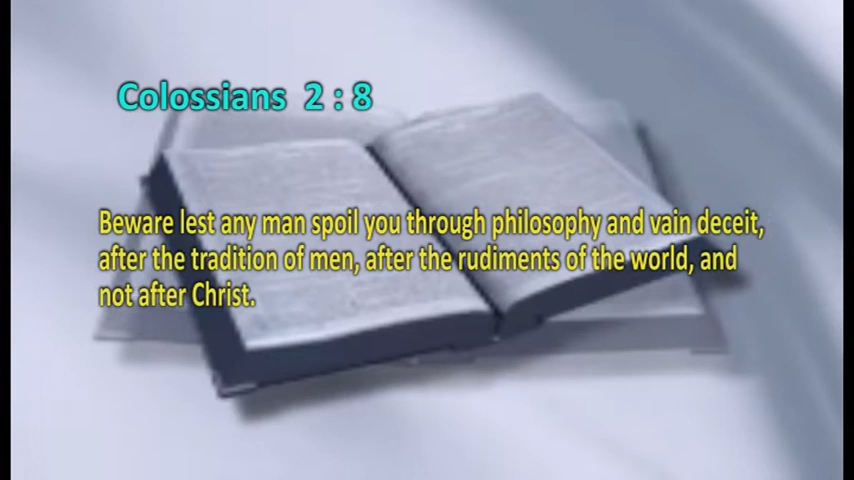 Colossians 2 : 8
Beware lest any man spoil you through philosophy and vain deceit,
after the tradition of men, after the rudiments of the world, and
not after Christ.